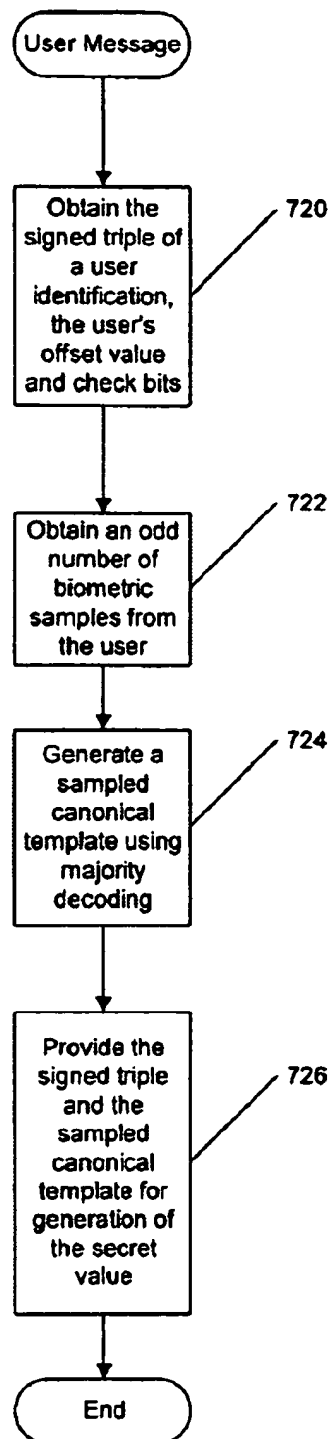 User Message
Obtain the
signed triple of
a user
identification,
the user's
offset value
and check bits
720
Obtain an odd
number of
biometric
samples from
the user
722
Generate a
sampled
canonical
template using
majority
decoding
724
Provide the
signed triple
and the
sampled
canonical
template for
generation of
the secret
value
726
End